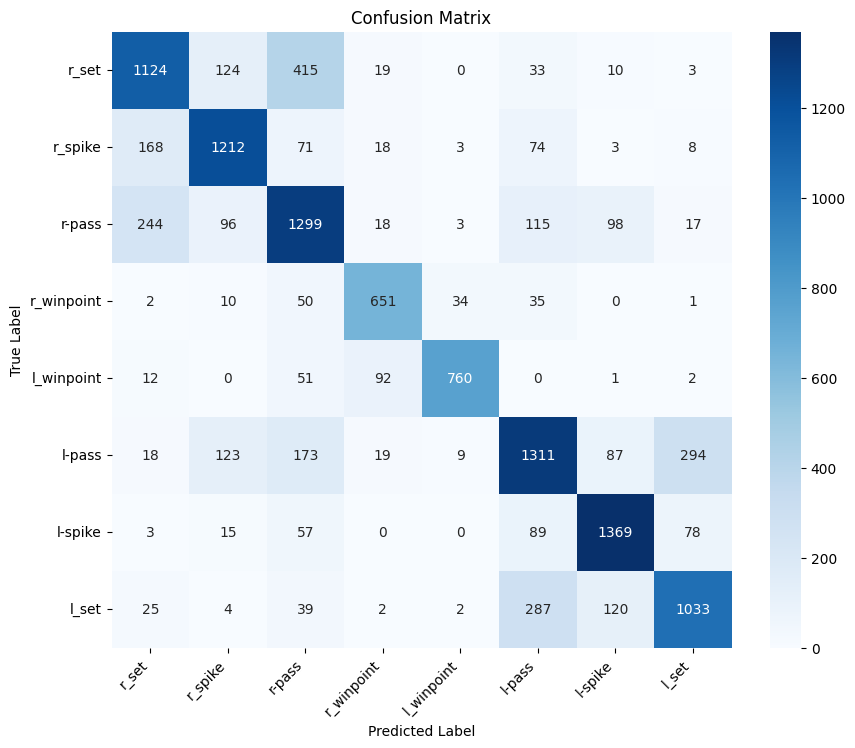 Confusion Matrix
r_set 1124 124 415 19 0 33 10 3
r_spike 168 1212 71 18 3 74 3 8
r-pass 244 96 1299 18 3 115 98 17
r_winpoint 2 10 50 651 34 35 0 1
l_winpoint 12 0 51 92 760 0 1 2
l-pass 18 123 173 19 9 1311 87 294
l-spike 3 15 57 0 0 89 1369 78
l_set 25 4 39 2 2 287 120 1033
True Label
r_set r_spike r-pass r_winpoint l_winpoint l-pass l-spike l_set
Predicted Label
1200
1000
800
600
400
200
0